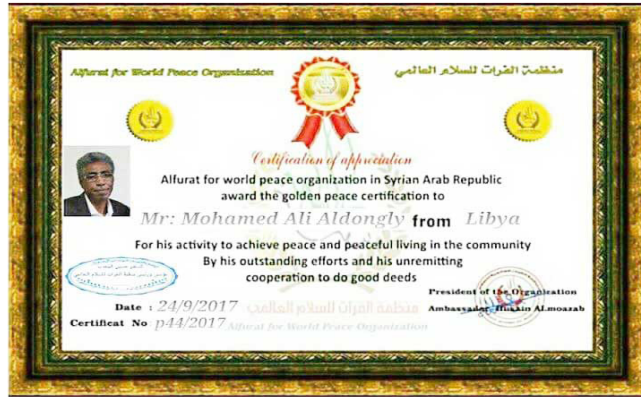 Alfurat for World Peace Organization
منظمة الفرات للسلام العالمي
Certification of appreciation
Alfurat for world peace organization in Syrian Arab Republic
award the golden peace certification to
Mr: Mohamed Ali Aldongly from Libya
For his activity to achieve peace and peaceful living in the community
By his outstanding efforts and his unremitting
cooperation to do good deeds
President of the Organization
Date : 24/9/2017
منظمة الفرات للسلام العالمي
Ambassador. Husain Al.moazab
Certificat No p44/2017
Alfurat for World Peace Organization